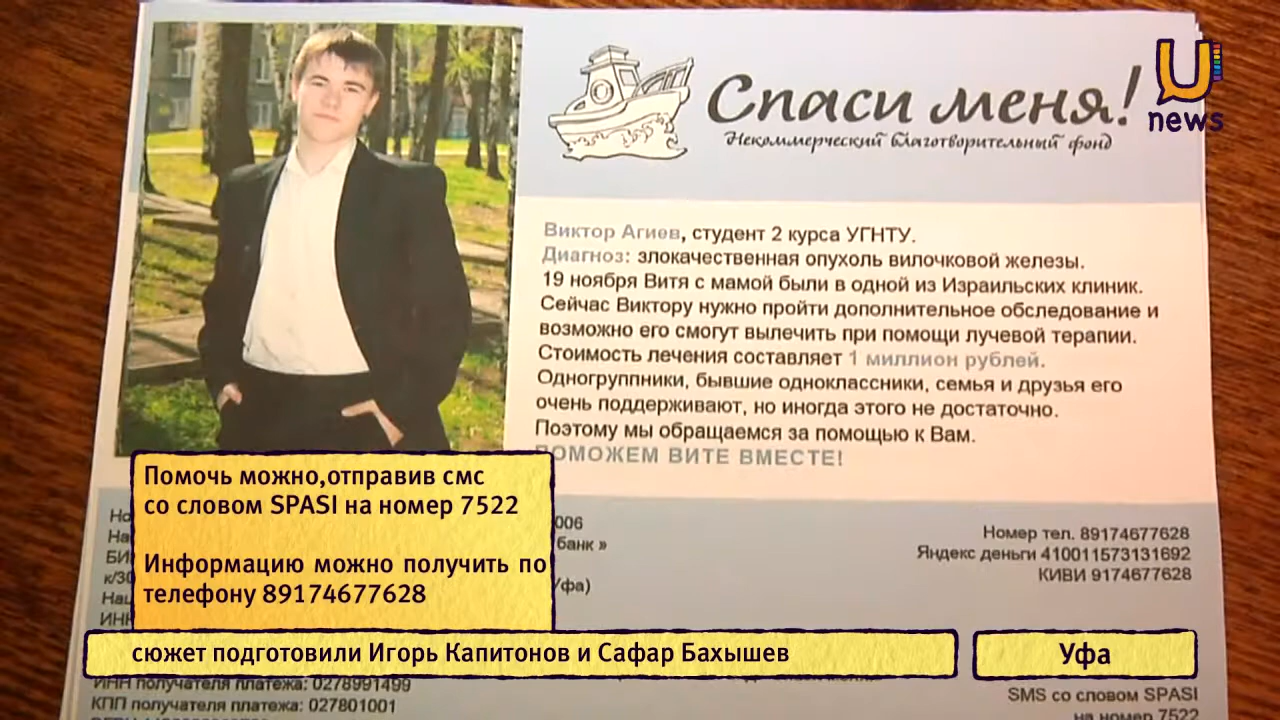 U
news
Спаси меня!
Некоммерческий благотворительный фонд
Виктор Агиев, студент 2 курса УГНТУ.
Диагноз: злокачественная опухоль вилочковой железы.
19 ноября Витя с мамой были в одной из Израильских клиник.
Сейчас Виктору нужно пройти дополнительное обследование и
возможно его смогут вылечить при помощи лучевой терапии.
Стоимость лечения составляет 1 миллион рублей.
Одногруппники, бывшие одноклассники, семья и друзья его
очень поддерживают, но иногда этого не достаточно.
Поэтому мы обращаемся за помощью к Вам.
ПОМОЖЕМ ВИТЕ ВМЕСТЕ!
Помочь можно,отправив смс
со словом SPASI на номер 7522
Информацию можно получить по
телефону 89174677628
006
банк »
Уфа)
Номер тел. 89174677628
Яндекс деньги 410011573131692
КИВИ 9174677628
сюжет подготовили Игорь Капитонов и Сафар Бахышев
Уфа
ИНН получателя платежа: 0278991499
КПП получателя платежа: 027801001
SMS со словом SPASI
на номер 7522